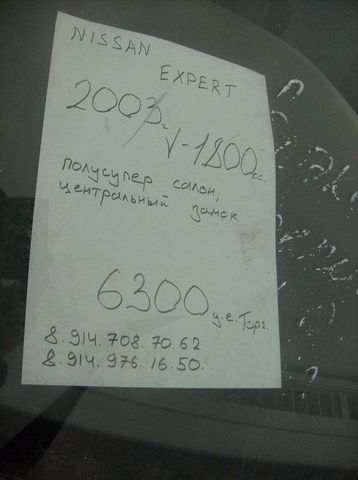 NISSAN
EXPERT
2003г.
V-1800сс.
полусупер салон,
центральный замок.
6300 у.е. Торг.
8.914.708.70.62
8.914.976.16.50.